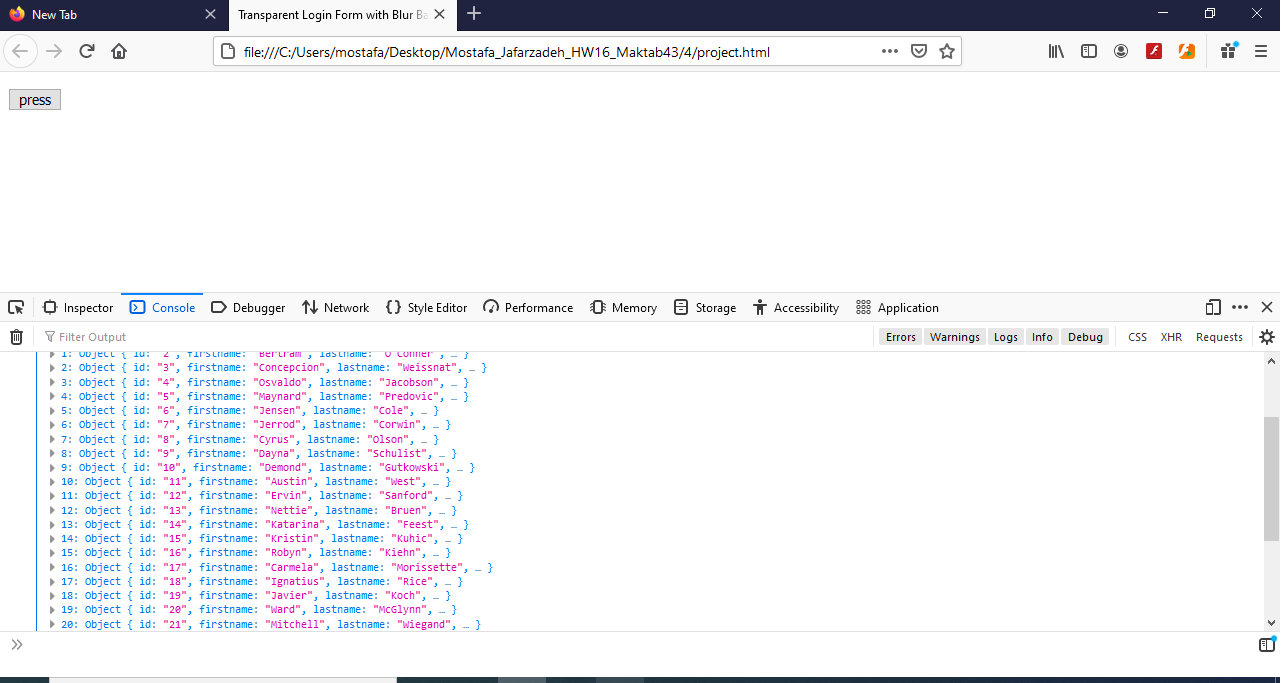 New Tab
Transparent Login Form with Blur Ba
file:///C:/Users/mostafa/Desktop/Mostafa_Jafarzadeh_HW16_Maktab43/4/project.html
press
Inspector Console Debugger Network Style Editor Performance Memory Storage Accessibility Application
Filter Output Errors Warnings Logs Info Debug CSS XHR Requests
1: Object { id: "2", firstname: "Bertram", lastname: "O'Conner", … }
2: Object { id: "3", firstname: "Concepcion", lastname: "Weissnat", … }
3: Object { id: "4", firstname: "Osvaldo", lastname: "Jacobson", … }
4: Object { id: "5", firstname: "Maynard", lastname: "Predovic", … }
5: Object { id: "6", firstname: "Jensen", lastname: "Cole", … }
6: Object { id: "7", firstname: "Jerrod", lastname: "Corwin", … }
7: Object { id: "8", firstname: "Cyrus", lastname: "Olson", … }
8: Object { id: "9", firstname: "Dayna", lastname: "Schulist", … }
9: Object { id: "10", firstname: "Demond", lastname: "Gutkowski", … }
10: Object { id: "11", firstname: "Austin", lastname: "West", … }
11: Object { id: "12", firstname: "Ervin", lastname: "Sanford", … }
12: Object { id: "13", firstname: "Nettie", lastname: "Bruen", … }
13: Object { id: "14", firstname: "Katarina", lastname: "Feest", … }
14: Object { id: "15", firstname: "Kristin", lastname: "Kuhic", … }
15: Object { id: "16", firstname: "Robyn", lastname: "Kiehn", … }
16: Object { id: "17", firstname: "Carmela", lastname: "Morissette", … }
17: Object { id: "18", firstname: "Ignatius", lastname: "Rice", … }
18: Object { id: "19", firstname: "Javier", lastname: "Koch", … }
19: Object { id: "20", firstname: "Ward", lastname: "McGlynn", … }
20: Object { id: "21", firstname: "Mitchell", lastname: "Wiegand", … }